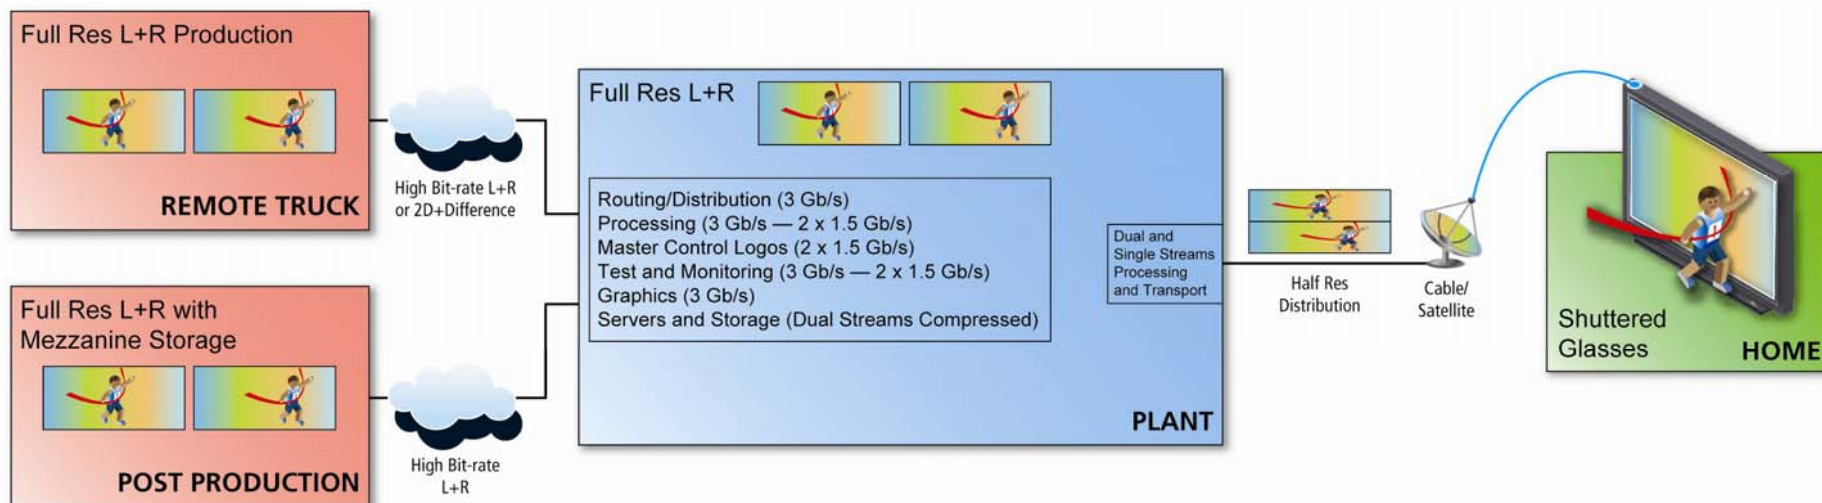 Full Res L+R Production
REMOTE TRUCK
High Bit-rate L+R
or 2D+Difference
Full Res L+R with
Mezzanine Storage
POST PRODUCTION
High Bit-rate
L+R
Full Res L+R
Routing/Distribution (3 Gb/s)
Processing (3 Gb/s — 2 x 1.5 Gb/s)
Master Control Logos (2 x 1.5 Gb/s)
Test and Monitoring (3 Gb/s — 2 x 1.5 Gb/s)
Graphics (3 Gb/s)
Servers and Storage (Dual Streams Compressed)
Dual and
Single Streams
Processing
and Transport
PLANT
Half Res
Distribution
Cable/
Satellite
Shuttered
Glasses
HOME